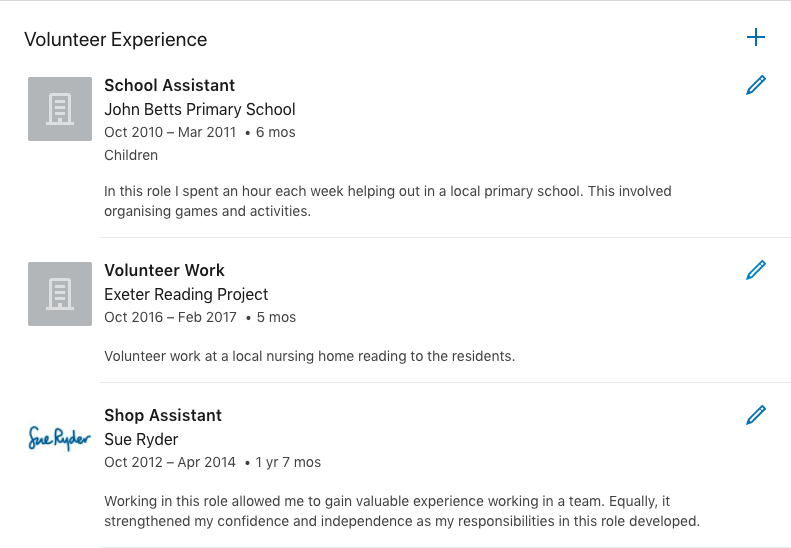 Volunteer Experience
School Assistant
John Betts Primary School
Oct 2010 – Mar 2011 • 6 mos
Children
In this role I spent an hour each week helping out in a local primary school. This involved
organising games and activities.
Volunteer Work
Exeter Reading Project
Oct 2016 – Feb 2017 • 5 mos
Volunteer work at a local nursing home reading to the residents.
Shop Assistant
Sue Ryder
Sue Ryder
Oct 2012 – Apr 2014 • 1 yr 7 mos
Working in this role allowed me to gain valuable experience working in a team. Equally, it
strengthened my confidence and independence as my responsibilities in this role developed.